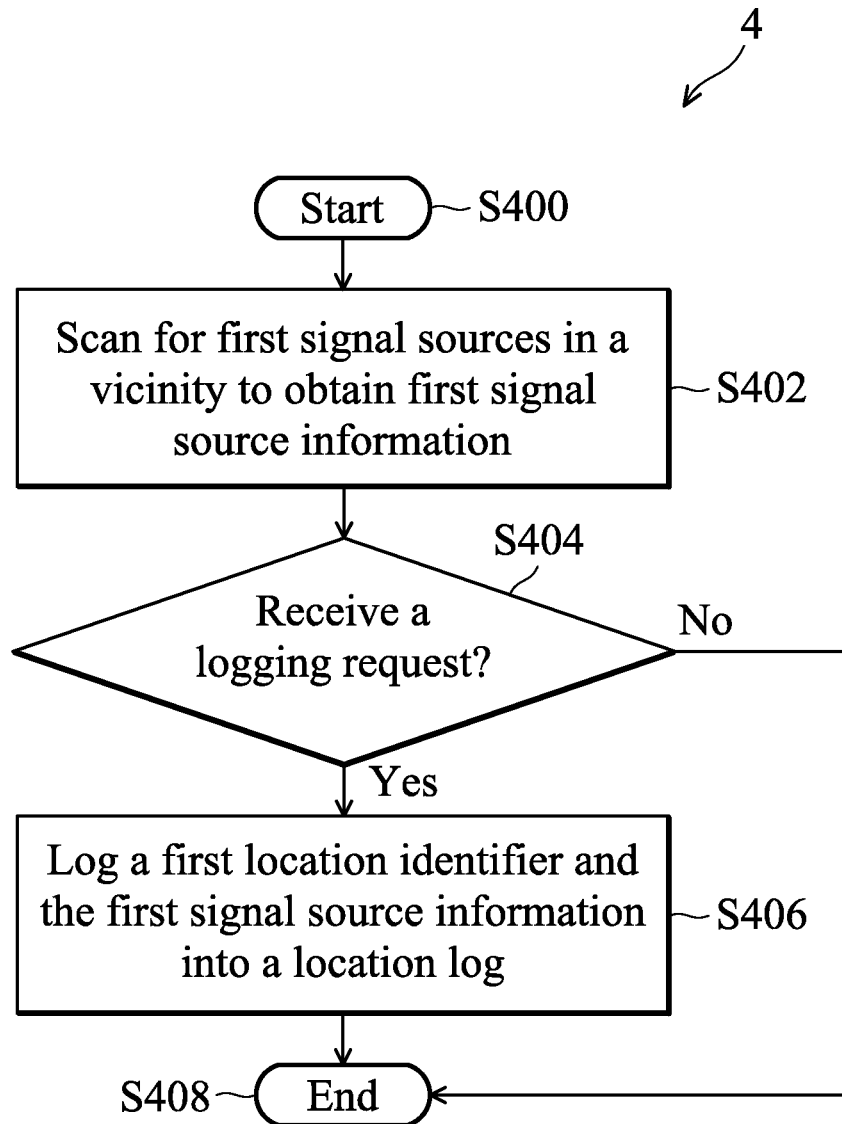 4
Start
S400
Scan for first signal sources in a
vicinity to obtain first signal
source information
S402
S404
Receive a
logging request?
No
Yes
Log a first location identifier and
the first signal source information
into a location log
S406
S408
End